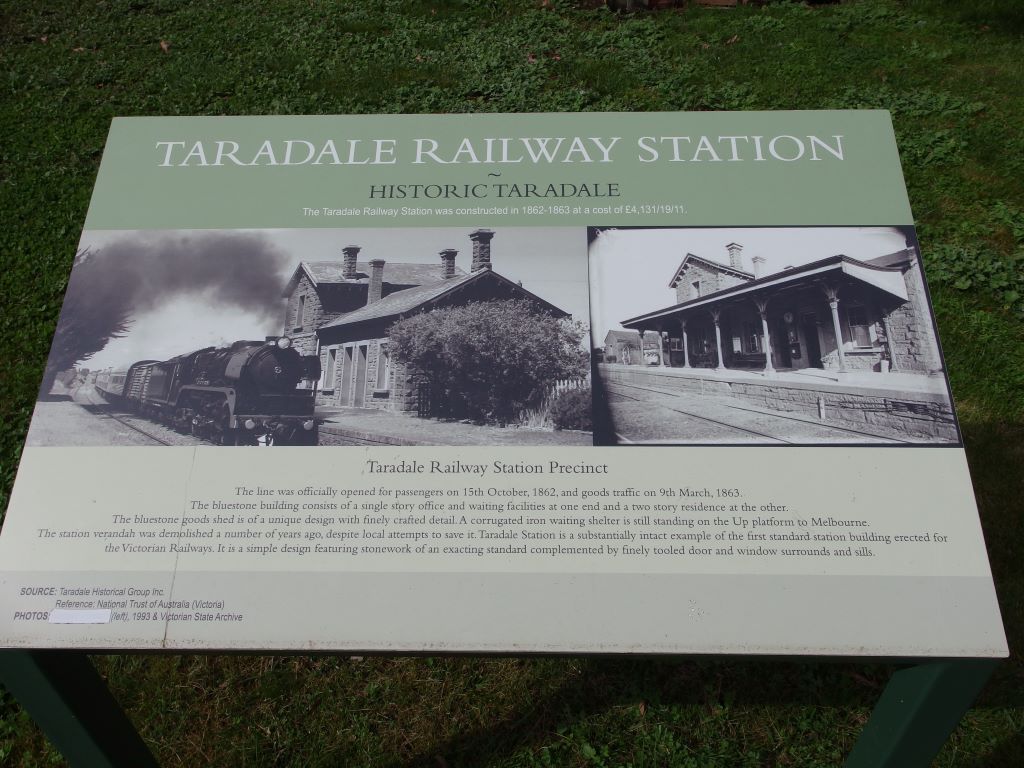 TARADALE RAILWAY STATION
~
HISTORIC TARADALE
The Taradale Railway Station was constructed in 1862-1863 at a cost of £4,131/19/11.
Taradale Railway Station Precinct
The line was officially opened for passengers on 15th October, 1862, and goods traffic on 9th March, 1863.
The bluestone building consists of a single story office and waiting facilities at one end and a two story residence at the other.
The bluestone goods shed is of a unique design with finely crafted detail. A corrugated iron waiting shelter is still standing on the Up platform to Melbourne.
The station verandah was demolished a number of years ago, despite local attempts to save it. Taradale Station is a substantially intact example of the first standard station building erected for
the Victorian Railways. It is a simple design featuring stonework of an exacting standard complemented by finely tooled door and window surrounds and sills.
SOURCE: Taradale Historical Group Inc.
Reference: National Trust of Australia (Victoria)
PHOTOS: (left), 1993 & Victorian State Archive